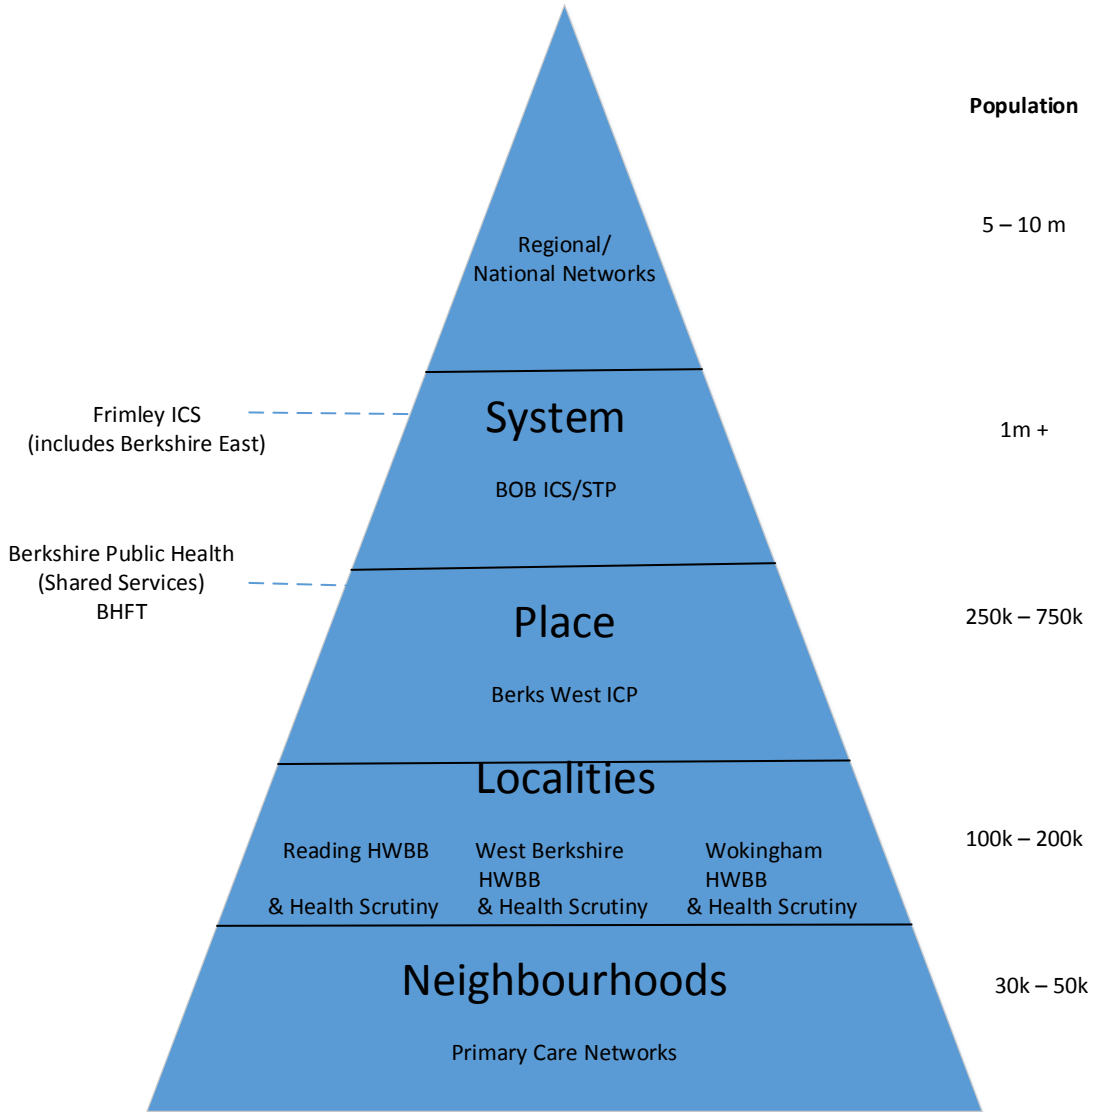 Population
5 – 10 m
Regional/
National Networks
Frimley ICS
(includes Berkshire East)
System
1m +
BOB ICS/STP
Berkshire Public Health
(Shared Services)
BHFT
Place
250k – 750k
Berks West ICP
Localities
100k – 200k
Reading HWBB
& Health Scrutiny
West Berkshire
HWBB
& Health Scrutiny
Wokingham
HWBB
& Health Scrutiny
Neighbourhoods
30k – 50k
Primary Care Networks